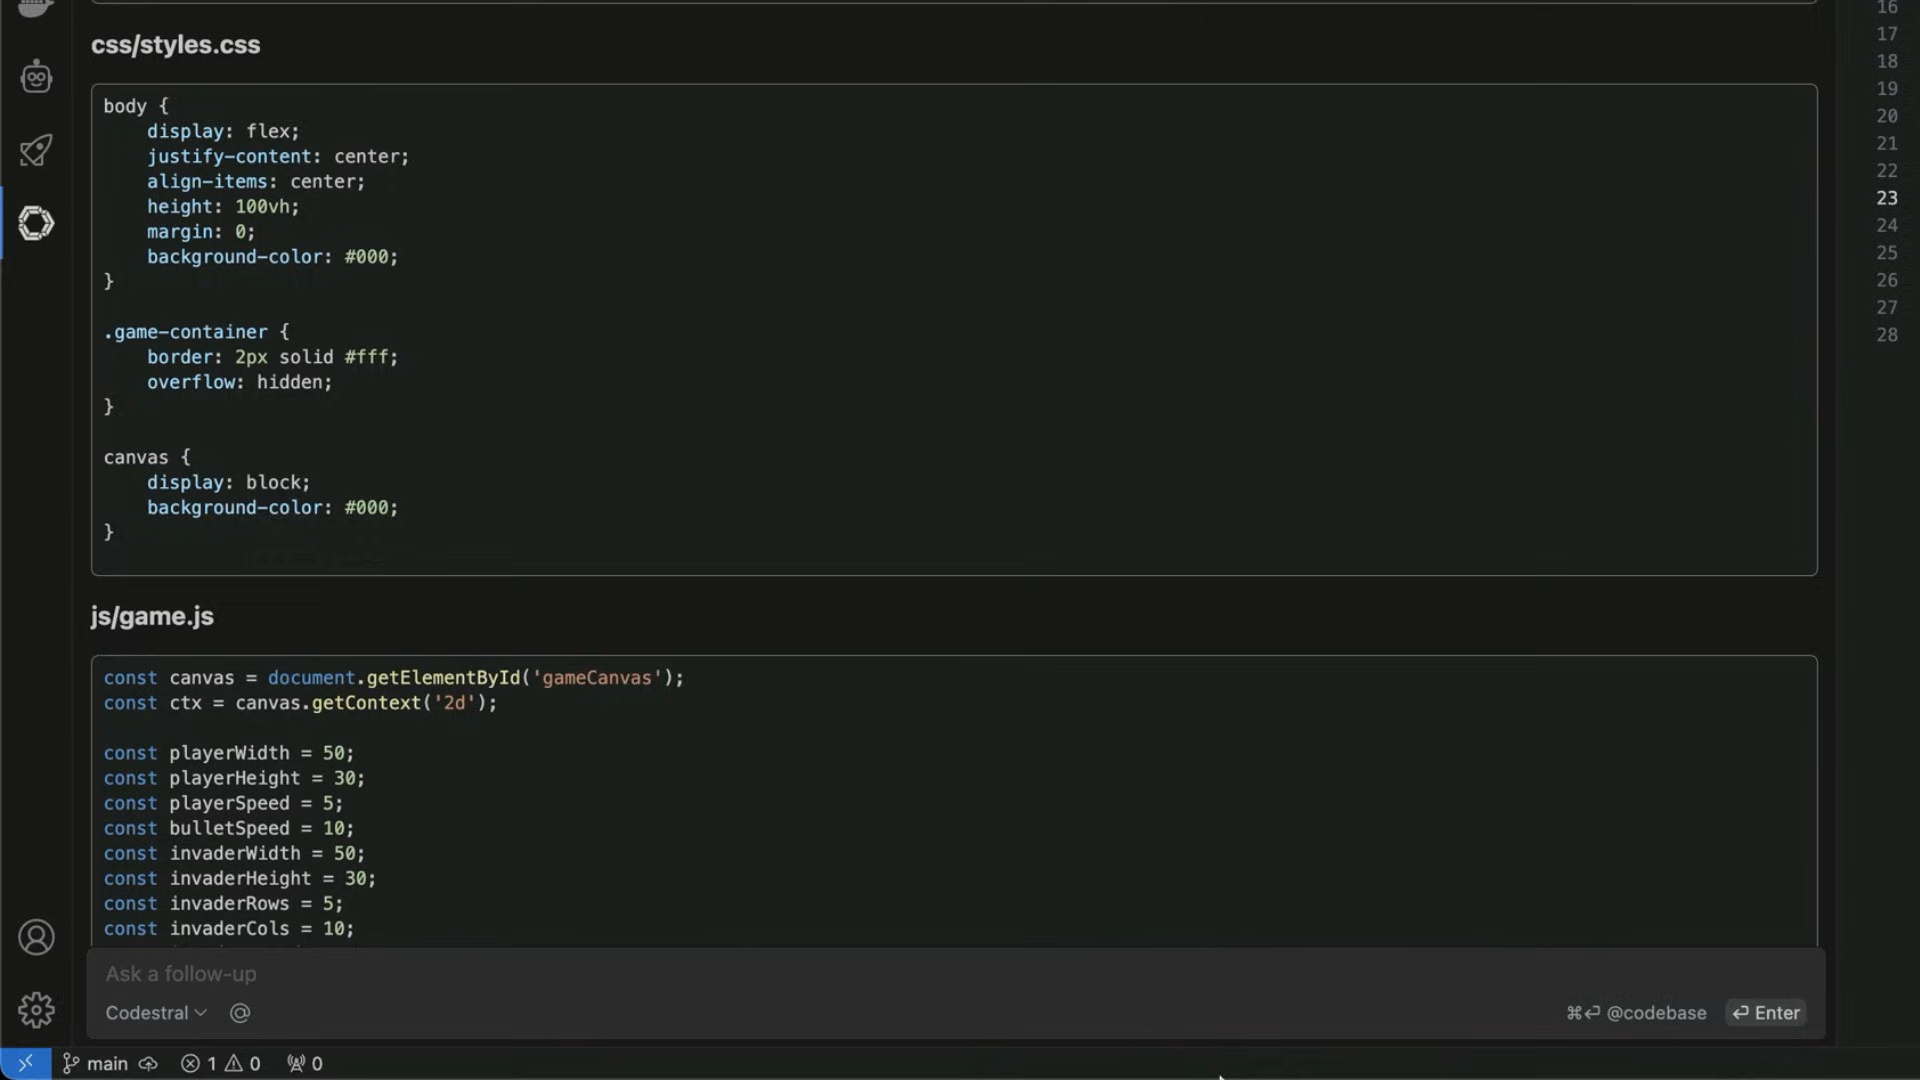 16
css/styles.css
17
18
19
20
21
22
23
24
25
26
27
28
body {
    display: flex;
    justify-content: center;
    align-items: center;
    height: 100vh;
    margin: 0;
    background-color: #000;
}
.game-container {
    border: 2px solid #fff;
    overflow: hidden;
}
canvas {
    display: block;
    background-color: #000;
}
js/game.js
const canvas = document.getElementById('gameCanvas');
const ctx = canvas.getContext('2d');
const playerWidth = 50;
const playerHeight = 30;
const playerSpeed = 5;
const bulletSpeed = 10;
const invaderWidth = 50;
const invaderHeight = 30;
const invaderRows = 5;
const invaderCols = 10;
Ask a follow-up
Codestral @ ⌘⏎ @codebase ⏎ Enter
main 1 0 0